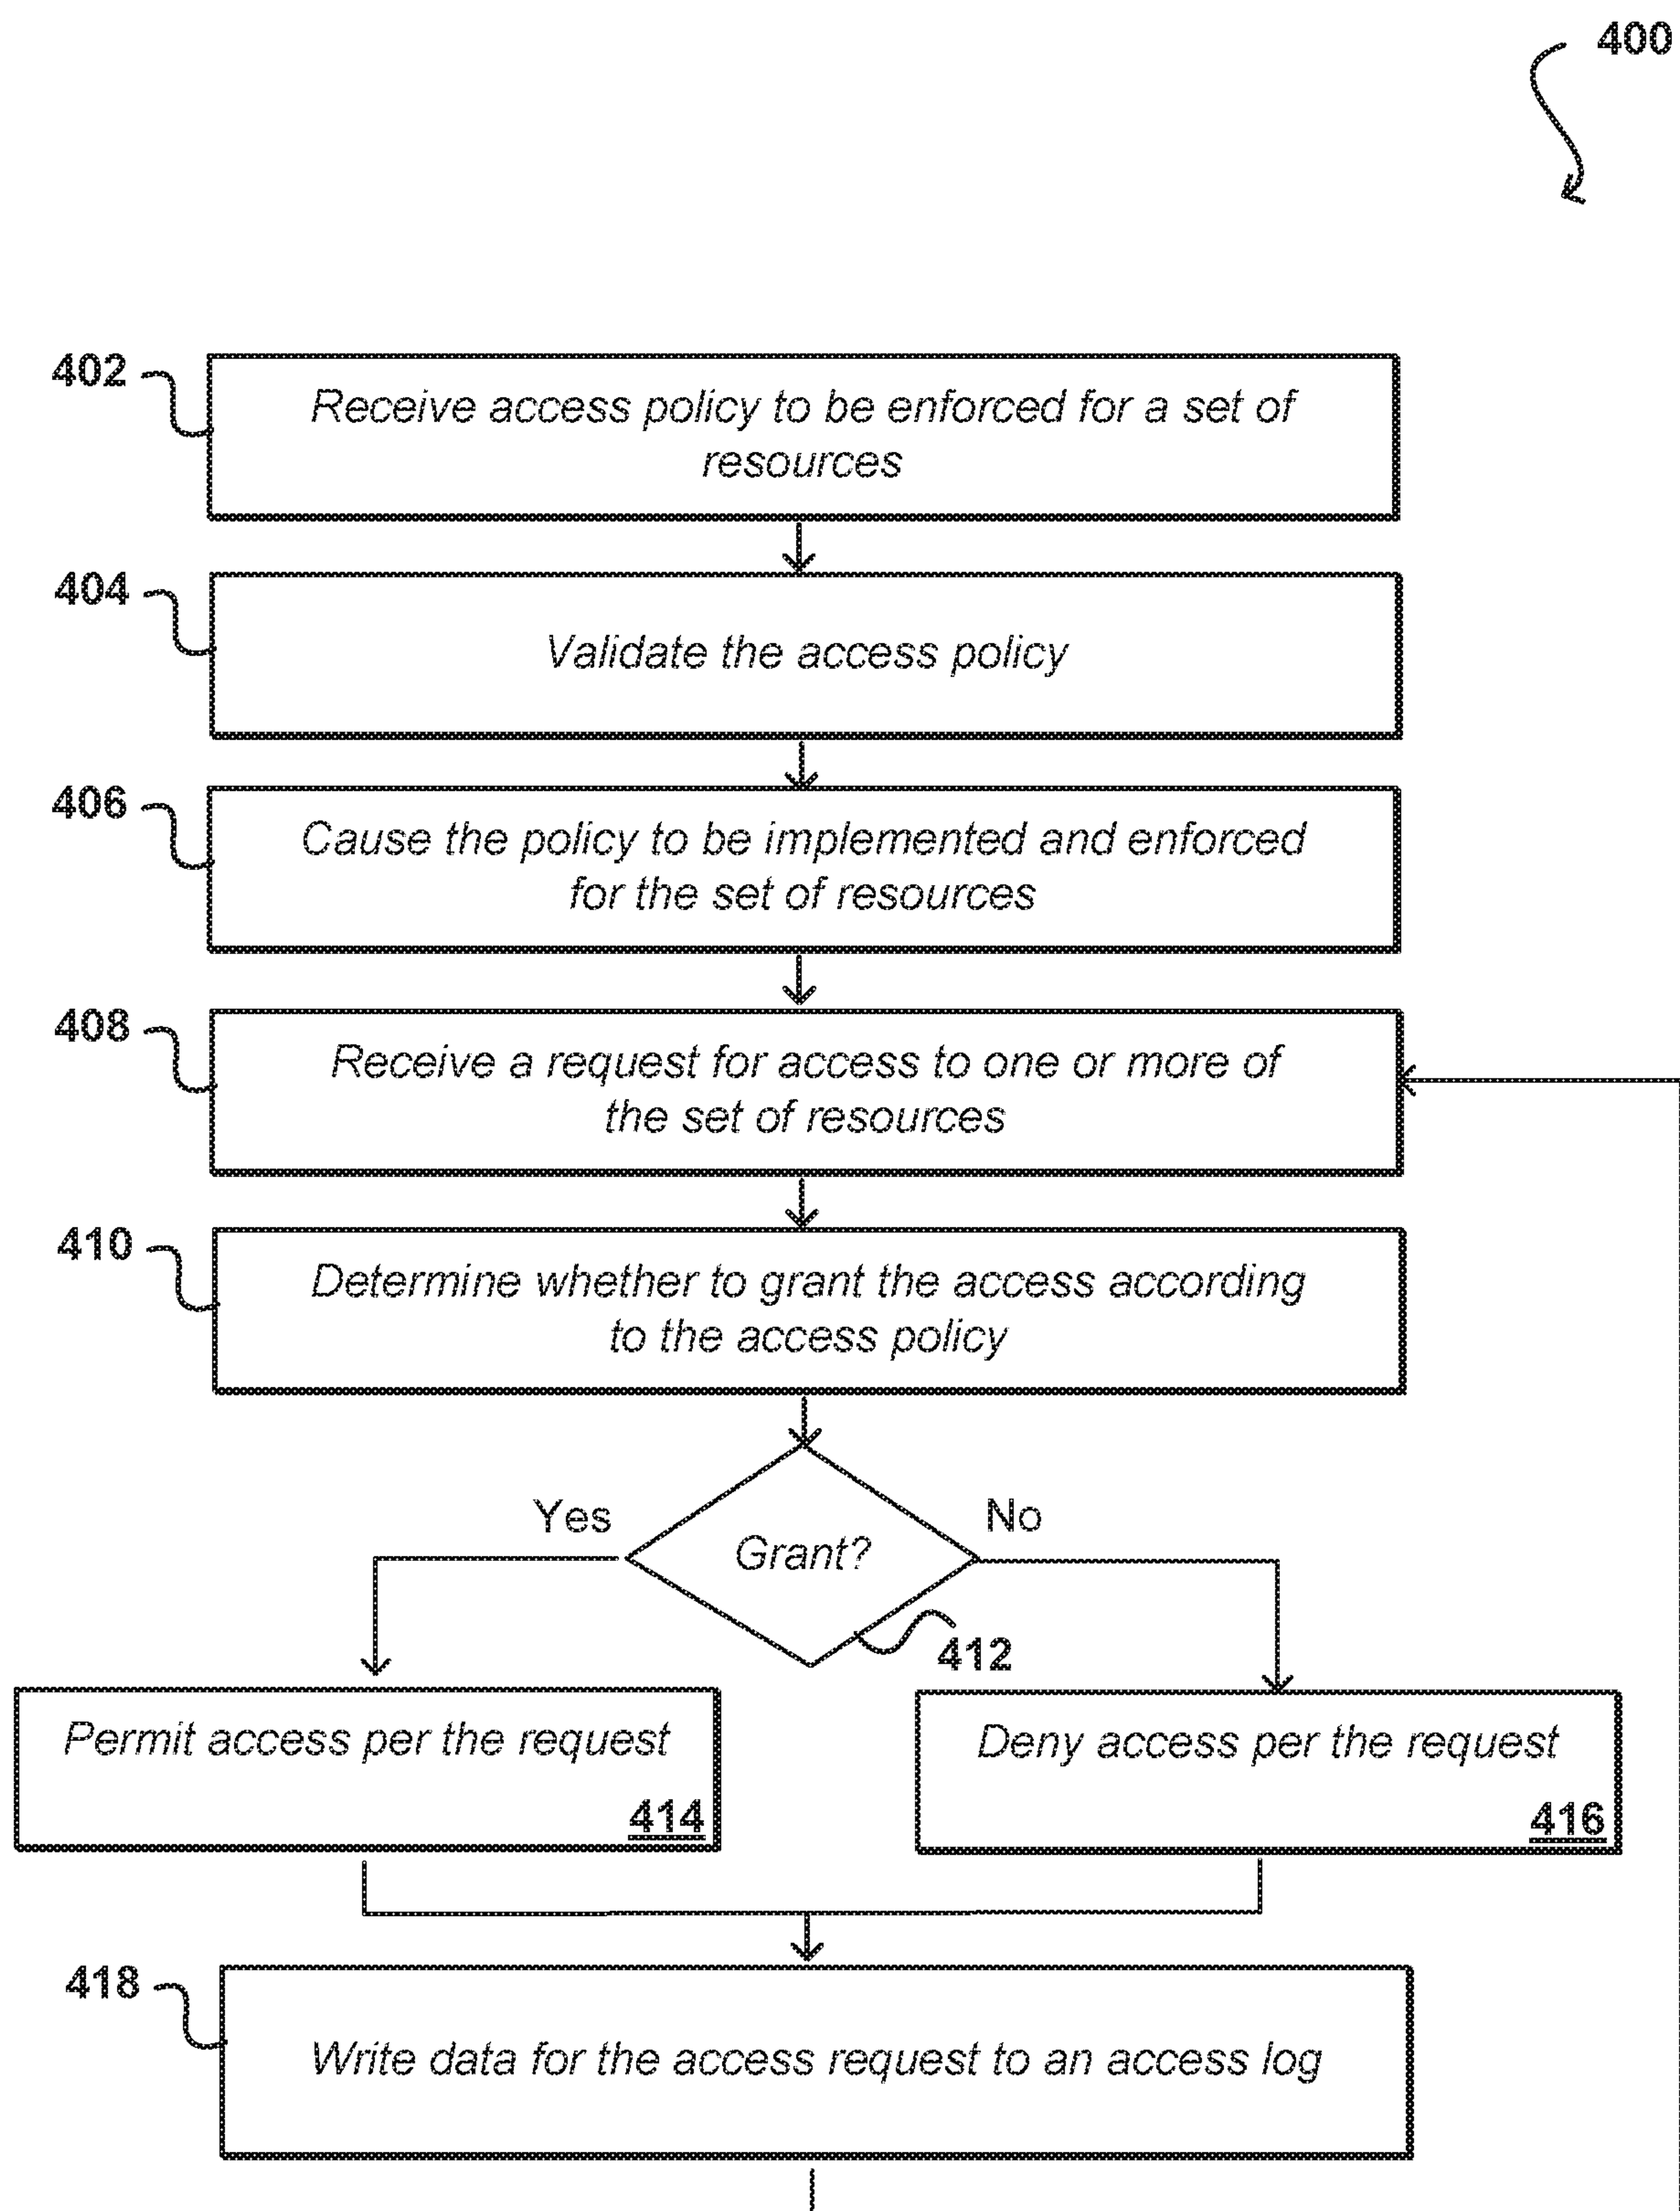 400
402
Receive access policy to be enforced for a set of
resources
404
Validate the access policy
406
Cause the policy to be implemented and enforced
for the set of resources
408
Receive a request for access to one or more of
the set of resources
410
Determine whether to grant the access according
to the access policy
Yes
Grant?
No
412
Permit access per the request
414
Deny access per the request
416
418
Write data for the access request to an access log